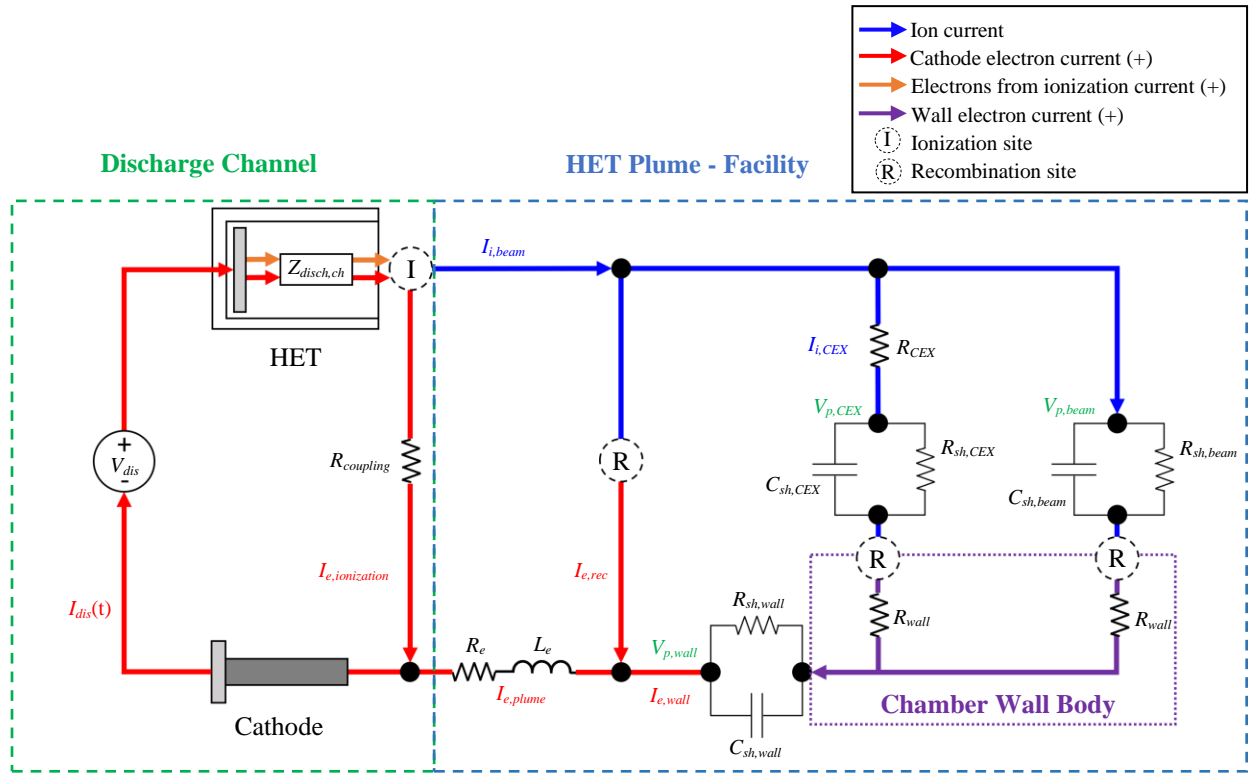 Ion current
Cathode electron current (+)
Electrons from ionization current (+)
Wall electron current (+)
I Ionization site
R Recombination site
Discharge Channel
HET Plume - Facility
Z_disch,ch
I
HET
I_i,beam
I_i,CEX
R_CEX
V_p,CEX
V_p,beam
+
V_dis
-
R_coupling
R
C_sh,CEX
R_sh,CEX
C_sh,beam
R_sh,beam
R
R
I_dis(t)
I_e,ionization
I_e,rec
R_sh,wall
R_wall
R_wall
R_e
L_e
V_p,wall
I_e,plume
I_e,wall
Chamber Wall Body
Cathode
C_sh,wall